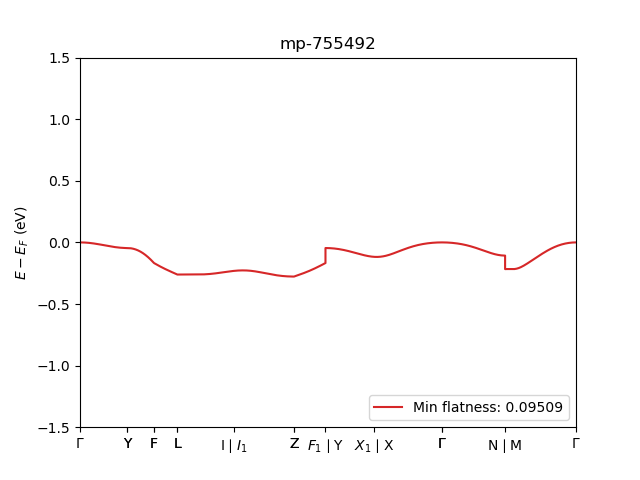 mp-755492
1.5
1.0
0.5
0.0
−0.5
−1.0
−1.5
E − E_F (eV)
Γ Y F L I | I₁ Z F₁ | Y X₁ | X Γ N | M Γ
Min flatness: 0.09509